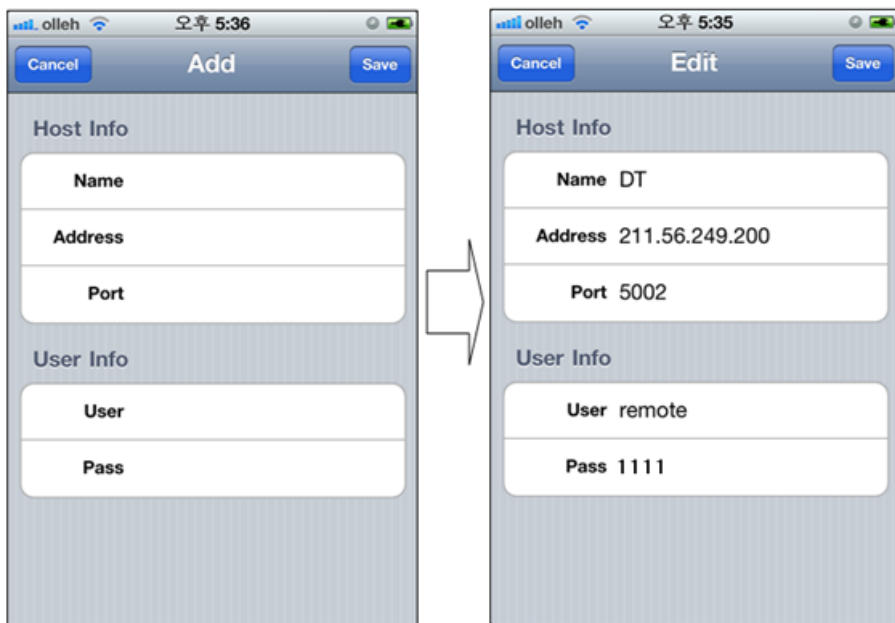 olleh 오후 5:36
Cancel Add Save
Host Info
Name
Address
Port
User Info
User
Pass
olleh 오후 5:35
Cancel Edit Save
Host Info
Name DT
Address 211.56.249.200
Port 5002
User Info
User remote
Pass 1111